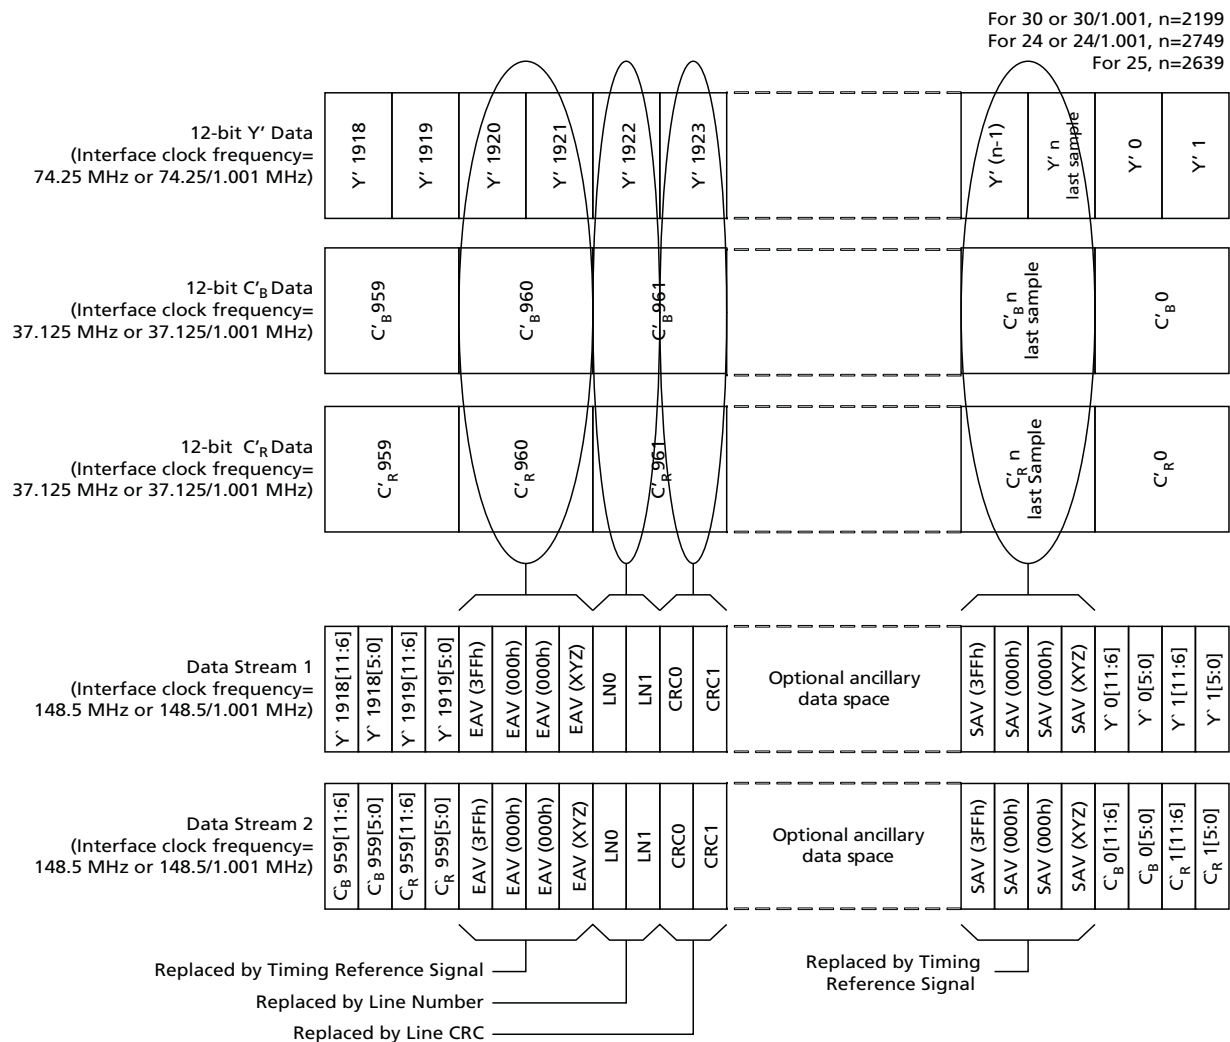 For 30 or 30/1.001, n=2199
For 24 or 24/1.001, n=2749
For 25, n=2639
12-bit Y' Data
(Interface clock frequency=
74.25 MHz or 74.25/1.001 MHz)
Y' 1918
Y' 1919
Y' 1920
Y' 1921
Y' 1922
Y' 1923
Y' (n-1)
Y' n
last sample
Y' 0
Y' 1
12-bit C'B Data
(Interface clock frequency=
37.125 MHz or 37.125/1.001 MHz)
C'B 959
C'B 960
C'B 961
C'B n
last sample
C'B 0
12-bit C'R Data
(Interface clock frequency=
37.125 MHz or 37.125/1.001 MHz)
C'R 959
C'R 960
C'R 961
C'R n
last Sample
C'R 0
Data Stream 1
(Interface clock frequency=
148.5 MHz or 148.5/1.001 MHz)
Y` 1918[11:6]
Y` 1918[5:0]
Y` 1919[11:6]
Y` 1919[5:0]
EAV (3FFh)
EAV (000h)
EAV (000h)
EAV (XYZ)
LN0
LN1
CRC0
CRC1
Optional ancillary
data space
SAV (3FFh)
SAV (000h)
SAV (000h)
SAV (XYZ)
Y` 0[11:6]
Y` 0[5:0]
Y` 1[11:6]
Y` 1[5:0]
Data Stream 2
(Interface clock frequency=
148.5 MHz or 148.5/1.001 MHz)
C`B 959[11:6]
C`B 959[5:0]
C`R 959[11:6]
C`R 959[5:0]
EAV (3FFh)
EAV (000h)
EAV (000h)
EAV (XYZ)
LN0
LN1
CRC0
CRC1
Optional ancillary
data space
SAV (3FFh)
SAV (000h)
SAV (000h)
SAV (XYZ)
C`B 0[11:6]
C`B 0[5:0]
C`R 1[11:6]
C`R 1[5:0]
Replaced by Timing Reference Signal
Replaced by Line Number
Replaced by Line CRC
Replaced by Timing
Reference Signal